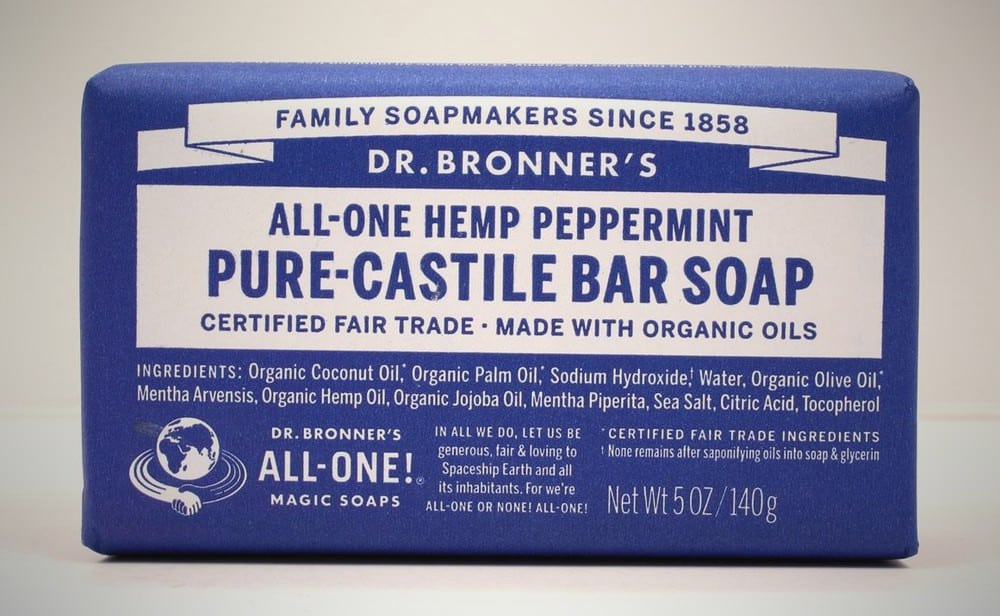 FAMILY SOAPMAKERS SINCE 1858
DR. BRONNER'S
ALL-ONE HEMP PEPPERMINT
PURE-CASTILE BAR SOAP
CERTIFIED FAIR TRADE · MADE WITH ORGANIC OILS
INGREDIENTS: Organic Coconut Oil,* Organic Palm Oil,* Sodium Hydroxide,† Water, Organic Olive Oil,*
Mentha Arvensis, Organic Hemp Oil, Organic Jojoba Oil, Mentha Piperita, Sea Salt, Citric Acid, Tocopherol
DR. BRONNER'S
ALL-ONE!®
MAGIC SOAPS
IN ALL WE DO, LET US BE
generous, fair & loving to
Spaceship Earth and all
its inhabitants. For we're
ALL-ONE OR NONE! ALL-ONE!
*CERTIFIED FAIR TRADE INGREDIENTS
† None remains after saponifying oils into soap & glycerin
Net Wt 5 OZ/140g